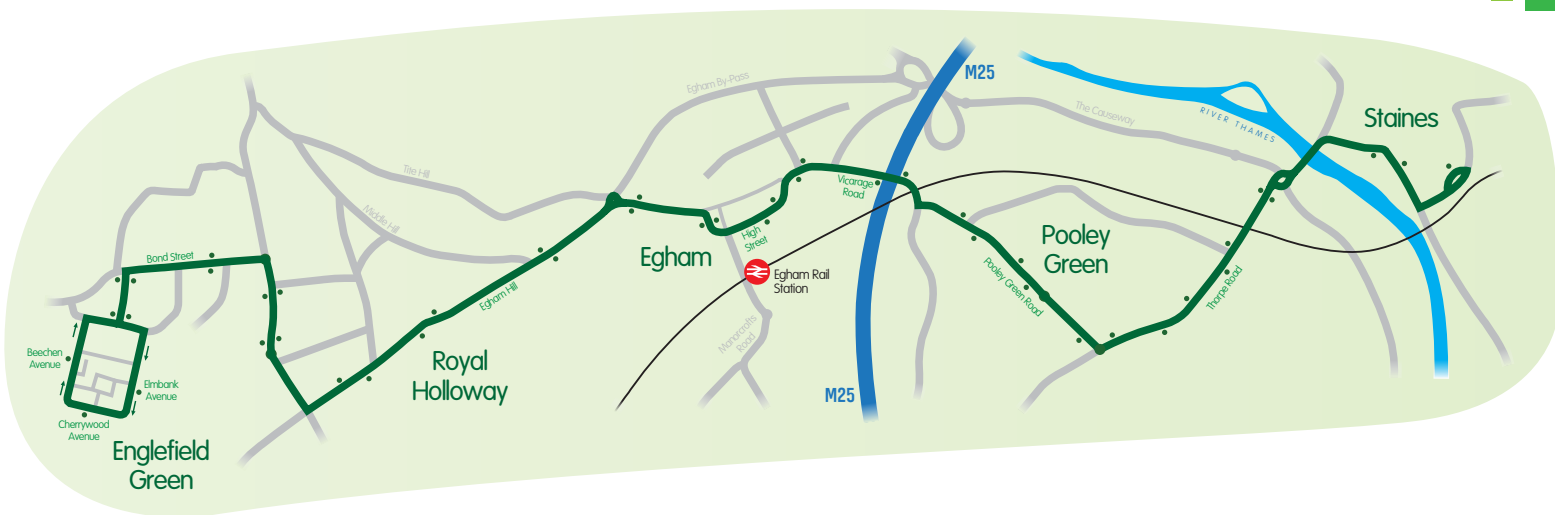 M25
Egham By-Pass
The Causeway
RIVER THAMES
Staines
Tite Hill
Middle Hill
Vicarage
Road
High
Street
Egham
Pooley
Green
Bond Street
Egham Rail
Station
Egham Hill
Pooley Green Road
Thorpe Road
Manorcrofts
Road
Beechen
Avenue
Elmbank
Avenue
Cherrywood
Avenue
Royal
Holloway
M25
Englefield
Green